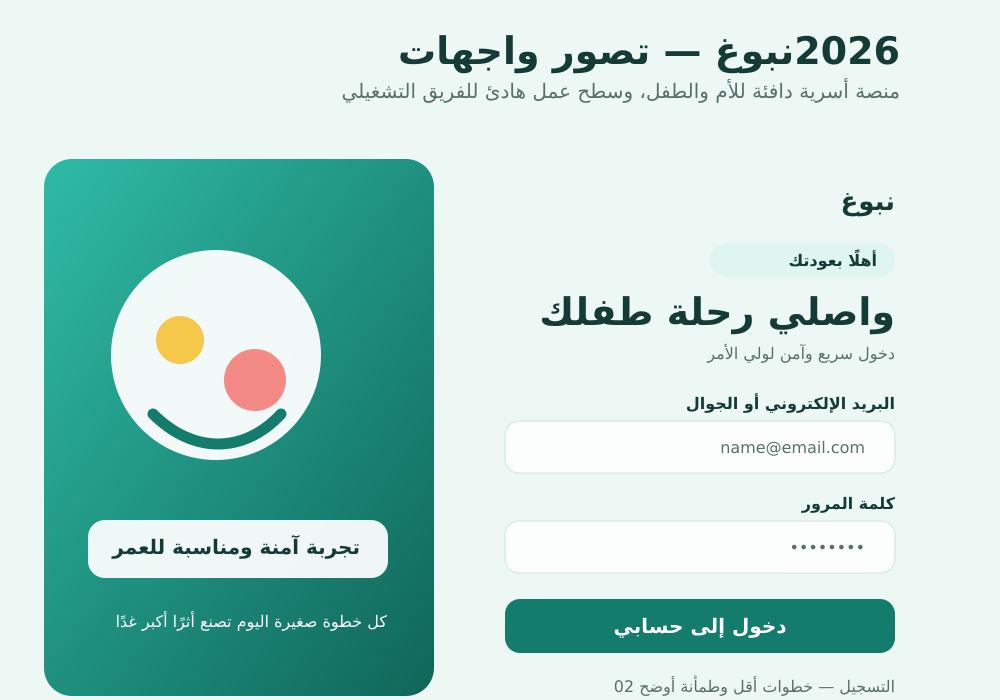 2026نبوغ — تصور واجهات
منصة أسرية دافئة للأم والطفل، وسطح عمل هادئ للفريق التشغيلي
نبوغ
أهلًا بعودتك
واصلي رحلة طفلك
دخول سريع وآمن لولي الأمر
البريد الإلكتروني أو الجوال
name@email.com
كلمة المرور
••••••••
دخول إلى حسابي
التسجيل — خطوات أقل وطمأنة أوضح 02
تجربة آمنة ومناسبة للعمر
كل خطوة صغيرة اليوم تصنع أثرًا أكبر غدًا